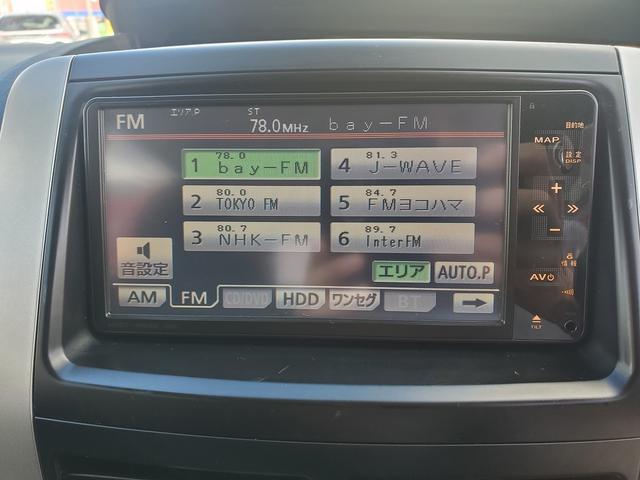 エリア P ST
FM 78.0MHz bay-FM
78.0
1 bay-FM
81.3
4 J-WAVE
80.0
2 TOKYO FM
84.7
5 FMヨコハマ
80.7
3 NHK-FM
89.7
6 InterFM
音設定
エリア AUTO.P
AM FM CD/DVD HDD ワンセグ BT
目的地
MAP
設定
DISP
+
−
情報
AV
TILT